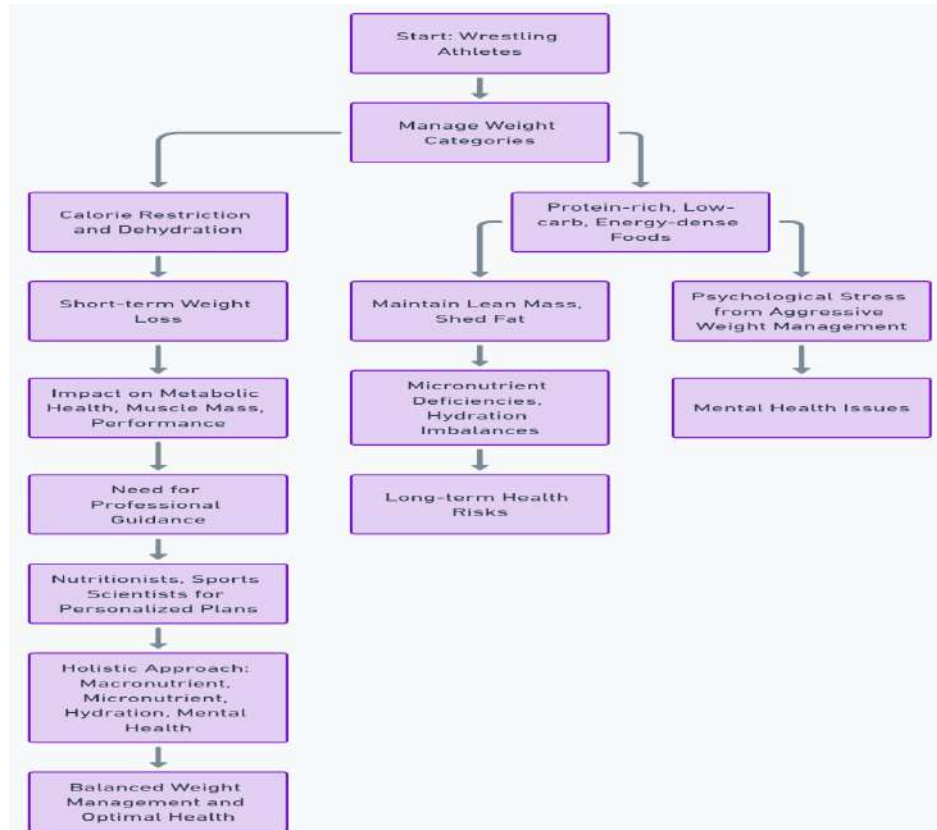 Start: Wrestling
Athletes
Manage Weight
Categories
Calorie Restriction
and Dehydration
Protein-rich, Low-
carb, Energy-dense
Foods
Short-term Weight
Loss
Maintain Lean Mass,
Shed Fat
Psychological Stress
from Aggressive
Weight Management
Impact on Metabolic
Health, Muscle Mass,
Performance
Micronutrient
Deficiencies,
Hydration
Imbalances
Mental Health Issues
Need for
Professional
Guidance
Long-term Health
Risks
Nutritionists, Sports
Scientists for
Personalized Plans
Holistic Approach:
Macronutrient,
Micronutrient,
Hydration, Mental
Health
Balanced Weight
Management and
Optimal Health